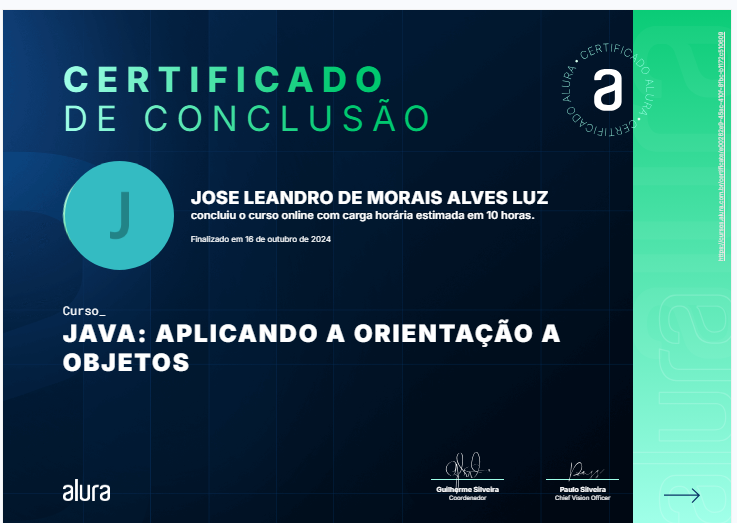 CERTIFICADO
DE CONCLUSÃO
CERTIFICADO ALURA • CERTIFICADO ALURA •
a
J
JOSE LEANDRO DE MORAIS ALVES LUZ
concluiu o curso online com carga horária estimada em 10 horas.
Finalizado em 16 de outubro de 2024
Curso_
JAVA: APLICANDO A ORIENTAÇÃO A
OBJETOS
alura
Guilherme Silveira
Coordenador
Paulo Silveira
Chief Vision Officer
alura